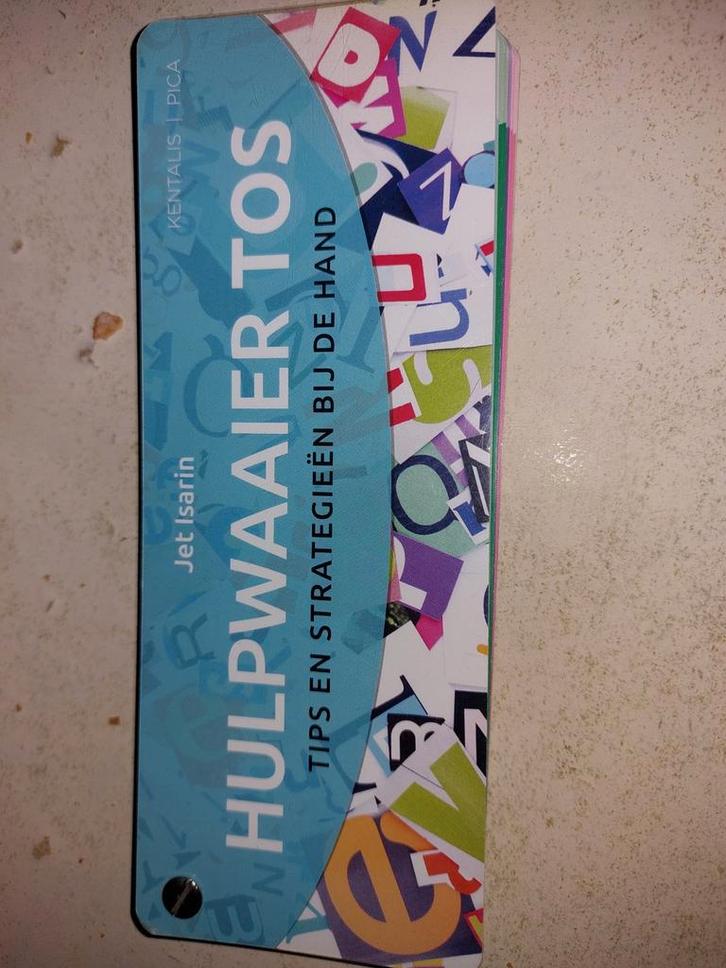 KENTALIS | PICA
Jet Isarin
HULPWAAIER TOS
TIPS EN STRATEGIEËN BIJ DE HAND